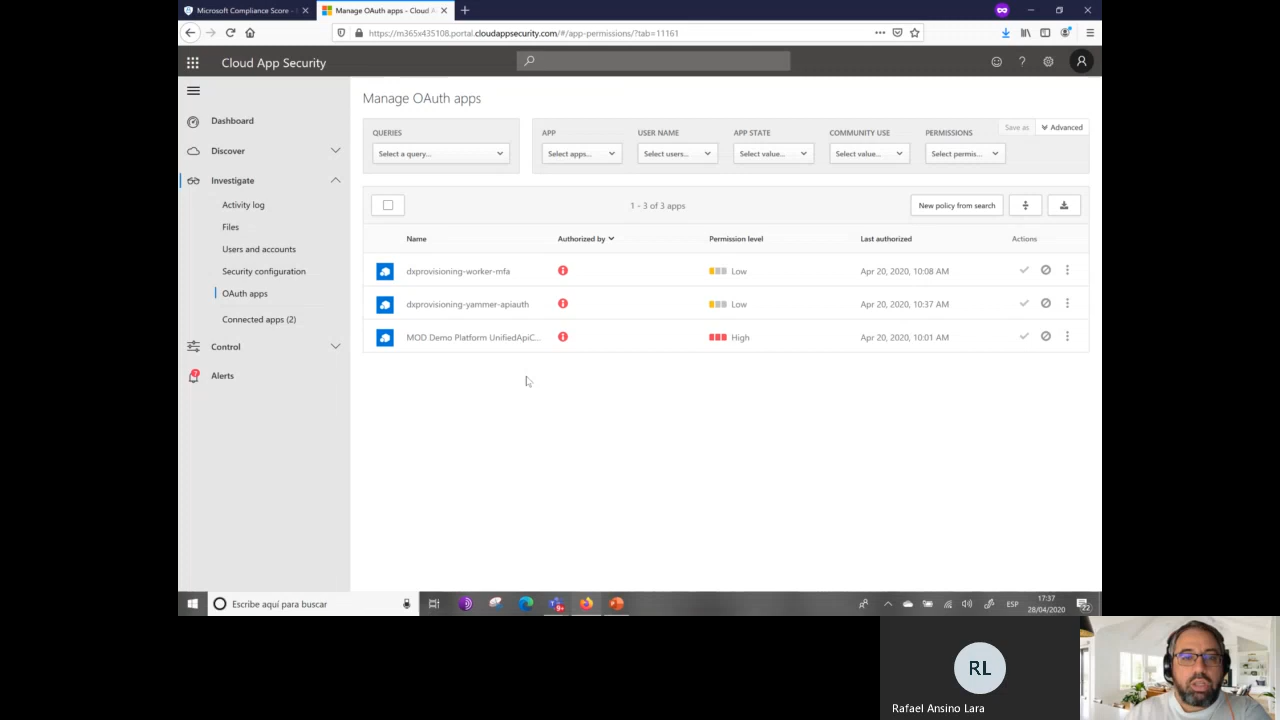 Microsoft Compliance Score -
Manage OAuth apps - Cloud A
https://m365x435108.portal.cloudappsecurity.com/#/app-permissions/?tab=11161
Cloud App Security
Manage OAuth apps
Dashboard
Discover
Investigate
Activity log
Files
Users and accounts
Security configuration
OAuth apps
Connected apps (2)
Control
Alerts
QUERIES
Select a query...
APP
USER NAME
APP STATE
COMMUNITY USE
PERMISSIONS
Save as
Advanced
Select apps...
Select users...
Select value...
Select value...
Select permis...
1 - 3 of 3 apps
New policy from search
Name
Authorized by
Permission level
Last authorized
Actions
dxprovisioning-worker-mfa
Low
Apr 20, 2020, 10:08 AM
dxprovisioning-yammer-apiauth
Low
Apr 20, 2020, 10:37 AM
MOD Demo Platform UnifiedApiC...
High
Apr 20, 2020, 10:01 AM
Escribe aquí para buscar
ESP
17:37
28/04/2020
22
RL
Rafael Ansino Lara